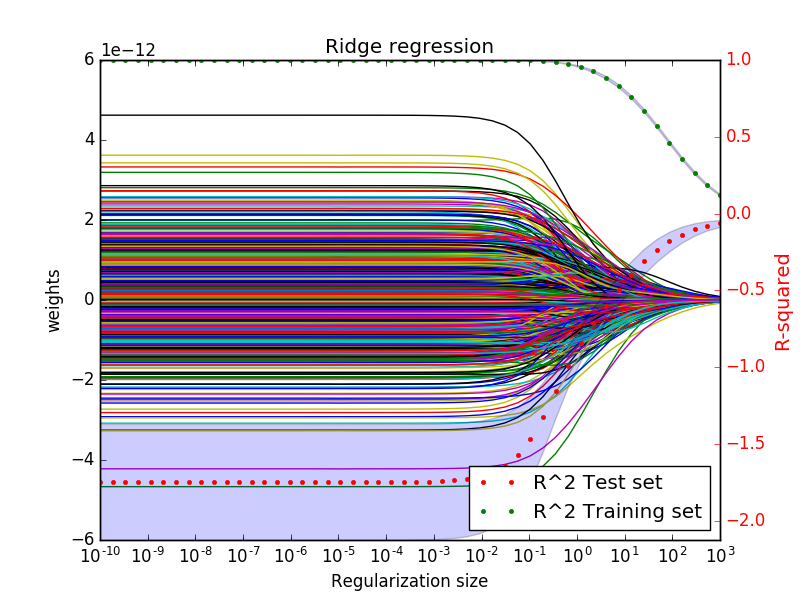 Ridge regression
1e−12
6
4
2
0
−2
−4
−6
weights
1.0
0.5
0.0
−0.5
−1.0
−1.5
−2.0
R-squared
R^2 Test set
R^2 Training set
10^-10 10^-9 10^-8 10^-7 10^-6 10^-5 10^-4 10^-3 10^-2 10^-1 10^0 10^1 10^2 10^3
Regularization size